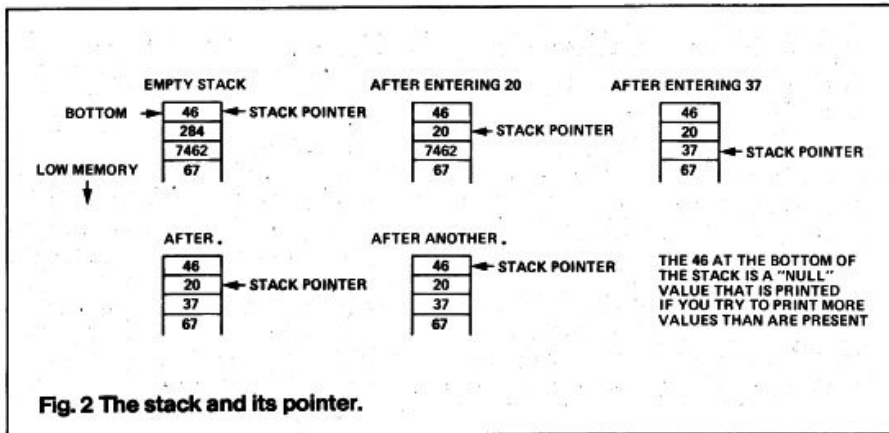 EMPTY STACK
BOTTOM
46
STACK POINTER
284
7462
67
LOW MEMORY
AFTER ENTERING 20
46
20
STACK POINTER
7462
67
AFTER ENTERING 37
46
20
37
STACK POINTER
67
AFTER .
46
20
STACK POINTER
37
67
AFTER ANOTHER .
46
STACK POINTER
20
37
67
THE 46 AT THE BOTTOM OF
THE STACK IS A "NULL"
VALUE THAT IS PRINTED
IF YOU TRY TO PRINT MORE
VALUES THAN ARE PRESENT
Fig. 2 The stack and its pointer.